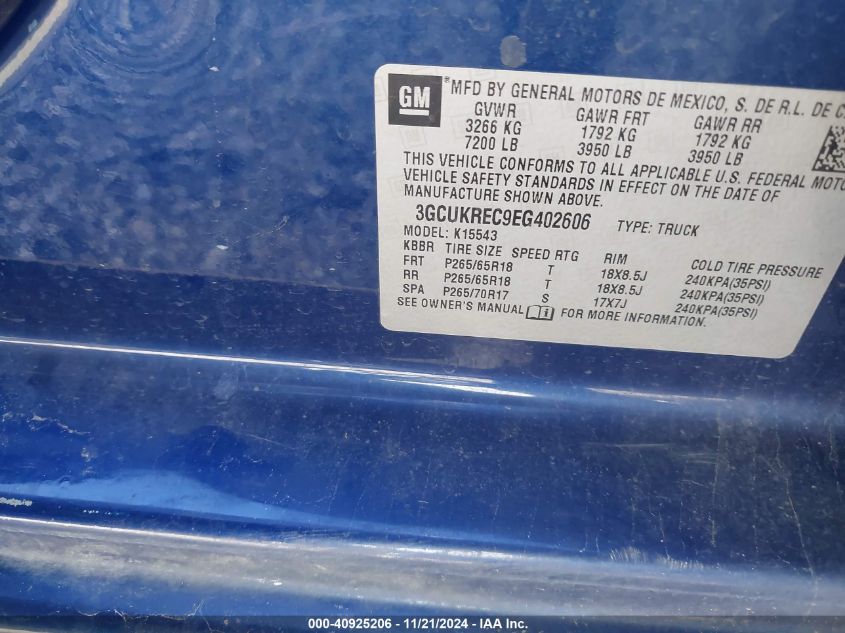 GM ®MFD BY GENERAL MOTORS DE MEXICO, S. DE R.L. DE C
GVWR GAWR FRT GAWR RR
3266 KG 1792 KG 1792 KG
7200 LB 3950 LB 3950 LB
THIS VEHICLE CONFORMS TO ALL APPLICABLE U.S. FEDERAL MOTO
VEHICLE SAFETY STANDARDS IN EFFECT ON THE DATE OF
MANUFACTURE SHOWN ABOVE.
3GCUKREC9EG402606 TYPE: TRUCK
MODEL: K15543
KBBR TIRE SIZE SPEED RTG RIM COLD TIRE PRESSURE
FRT P265/65R18 T 18X8.5J 240KPA(35PSI)
RR P265/65R18 T 18X8.5J 240KPA(35PSI)
SPA P265/70R17 S 17X7J 240KPA(35PSI)
SEE OWNER'S MANUAL FOR MORE INFORMATION.
000-40925206 - 11/21/2024 - IAA Inc.